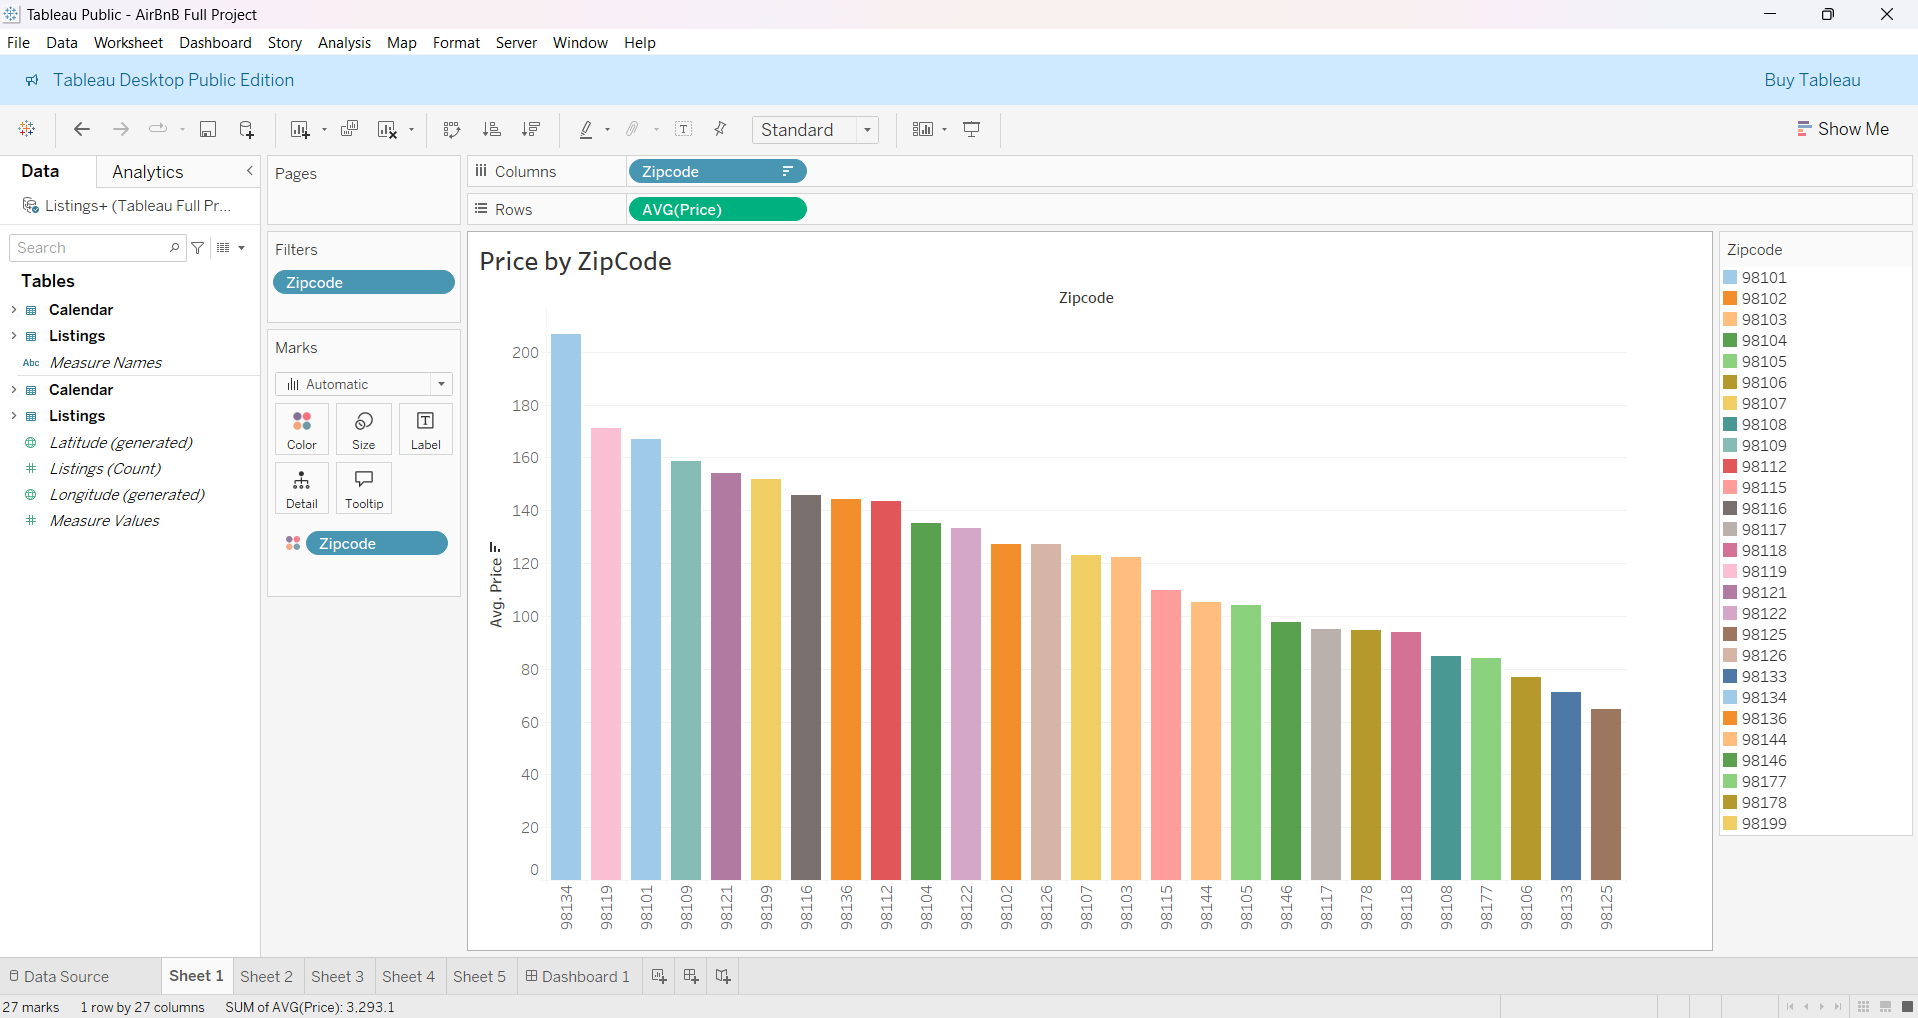 Tableau Public - AirBnB Full Project
File Data Worksheet Dashboard Story Analysis Map Format Server Window Help
Tableau Desktop Public Edition
Buy Tableau
Standard
Show Me
Data
Analytics
Listings+ (Tableau Full Pr...
Search
Tables
Calendar
Listings
Abc Measure Names
Calendar
Listings
Latitude (generated)
# Listings (Count)
Longitude (generated)
# Measure Values
Pages
Filters
Zipcode
Marks
Automatic
Color
Size
T Label
Detail
Tooltip
Zipcode
Columns
Zipcode
Rows
AVG(Price)
Price by ZipCode
Zipcode
Avg. Price
200
180
160
140
120
100
80
60
40
20
0
98134
98119
98101
98109
98121
98199
98116
98136
98112
98104
98122
98102
98126
98107
98103
98115
98144
98105
98146
98117
98178
98118
98108
98177
98106
98133
98125
Zipcode
98101
98102
98103
98104
98105
98106
98107
98108
98109
98112
98115
98116
98117
98118
98119
98121
98122
98125
98126
98133
98134
98136
98144
98146
98177
98178
98199
Data Source
Sheet 1
Sheet 2
Sheet 3
Sheet 4
Sheet 5
Dashboard 1
27 marks
1 row by 27 columns
SUM of AVG(Price): 3,293.1